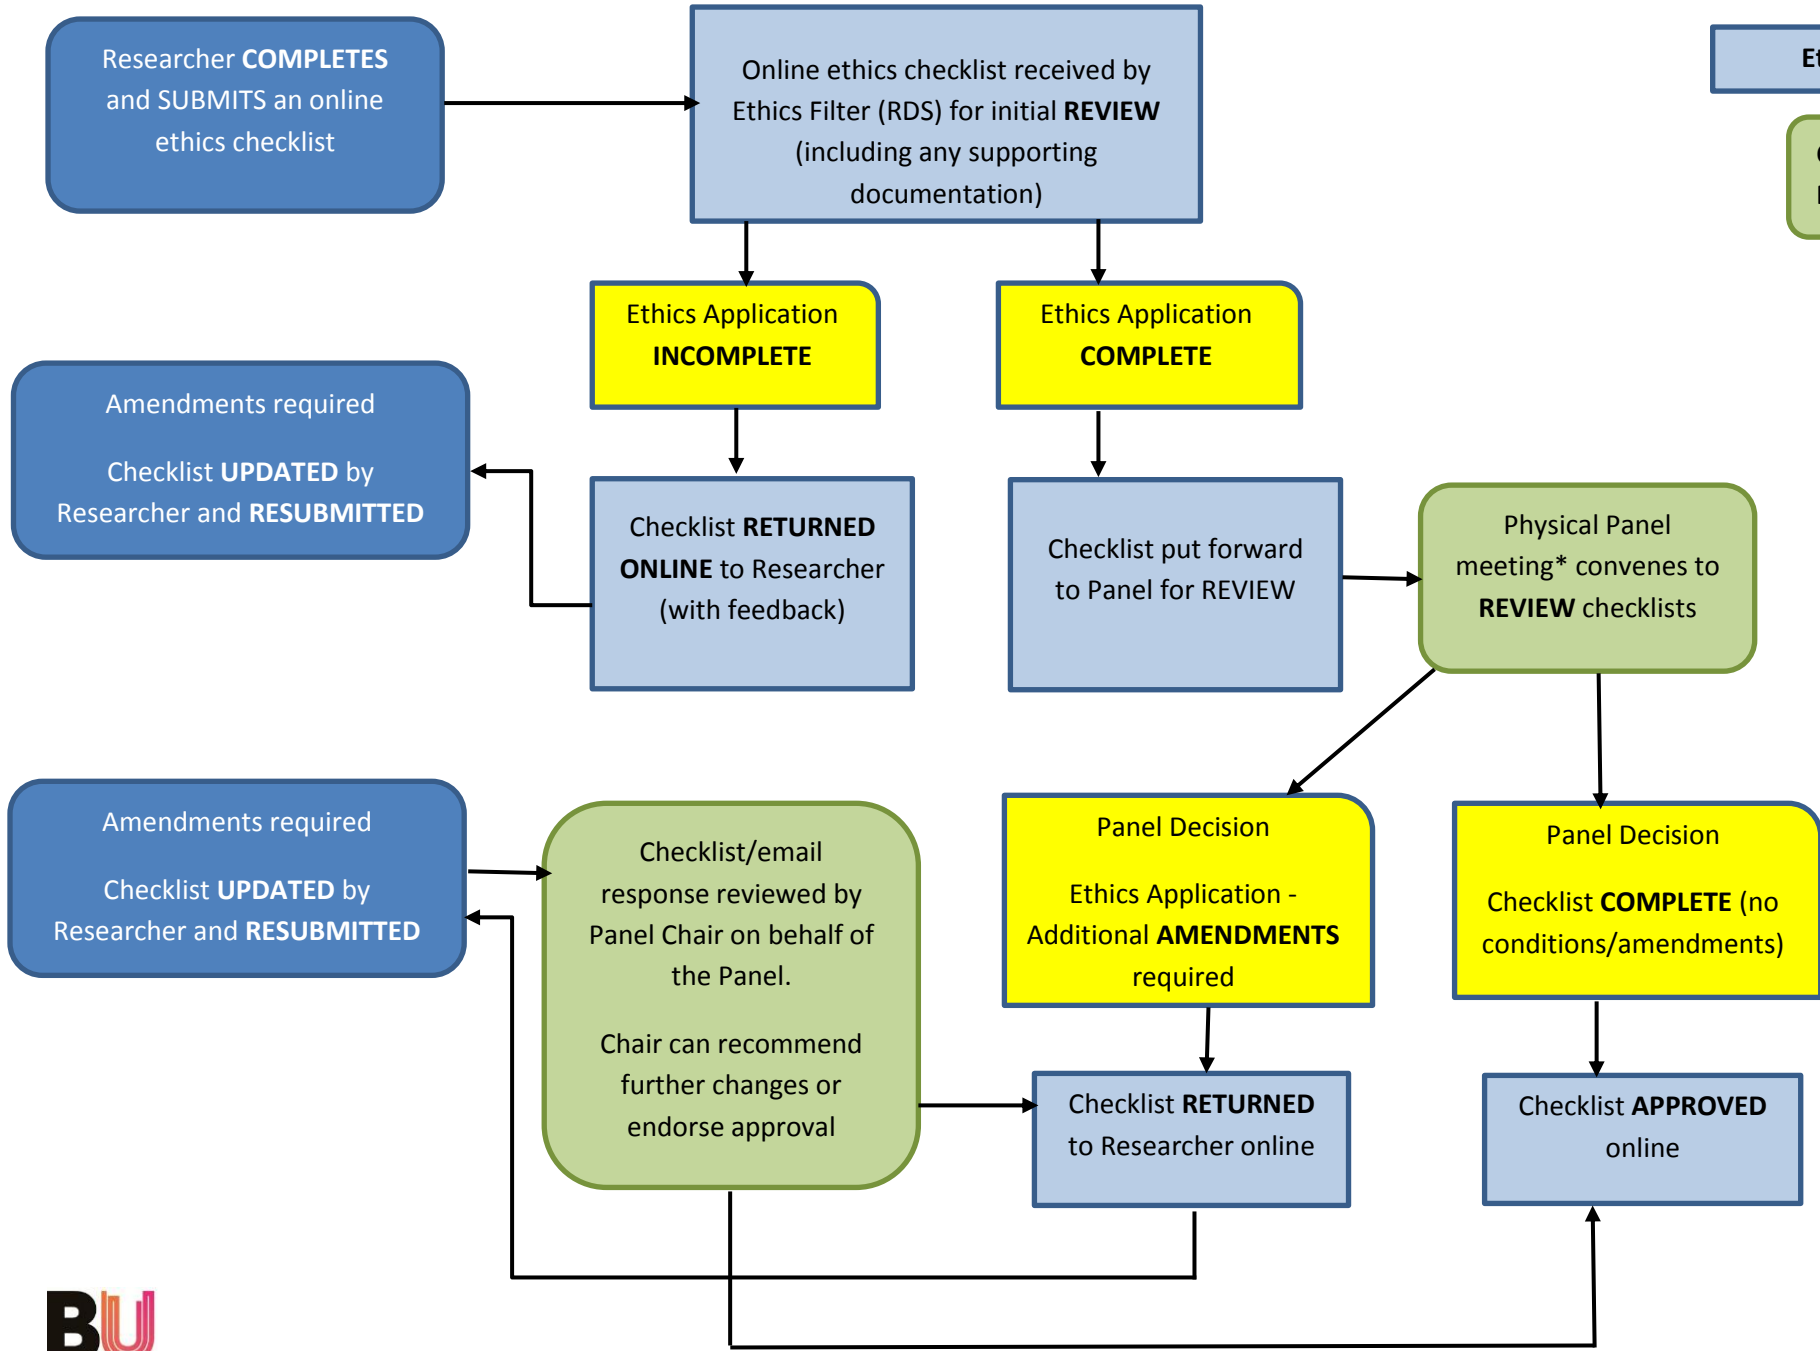 Researcher COMPLETES
and SUBMITS an online
ethics checklist
Online ethics checklist received by
Ethics Filter (RDS) for initial REVIEW
(including any supporting
documentation)
Ethics Application
INCOMPLETE
Ethics Application
COMPLETE
Amendments required
Checklist UPDATED by
Researcher and RESUBMITTED
Checklist RETURNED
ONLINE to Researcher
(with feedback)
Checklist put forward
to Panel for REVIEW
Physical Panel
meeting* convenes to
REVIEW checklists
Amendments required
Checklist UPDATED by
Researcher and RESUBMITTED
Checklist/email
response reviewed by
Panel Chair on behalf of
the Panel.
Chair can recommend
further changes or
endorse approval
Panel Decision
Ethics Application -
Additional AMENDMENTS
required
Panel Decision
Checklist COMPLETE (no
conditions/amendments)
Checklist RETURNED
to Researcher online
Checklist APPROVED
online
BU